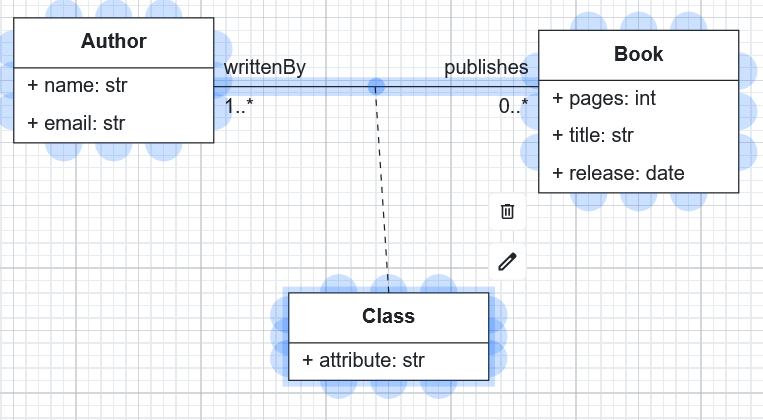 Author
+ name: str
+ email: str
writtenBy
1..*
publishes
0..*
Book
+ pages: int
+ title: str
+ release: date
Class
+ attribute: str